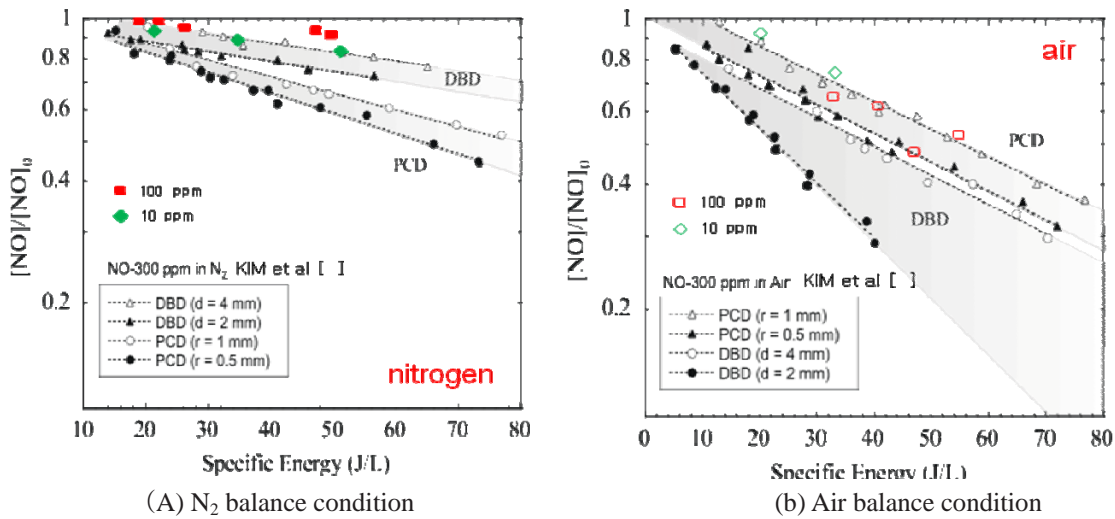 [NO]/[NO]0
1
0.8
0.6
0.4
0.2
DBD
PCD
100 ppm
10 ppm
NO-300 ppm in NZ KIM et al [ ]
DBD (d = 4 mm)
DBD (d = 2 mm)
PCD (r = 1 mm)
PCD (r = 0.5 mm)
nitrogen
10 20 30 40 50 60 70 80
Specific Energy (J/L)
(A) N2 balance condition
[NO]/[NO]0
1
0.8
0.6
0.4
0.2
air
PCD
DBD
100 ppm
10 ppm
NO-300 ppm in Air KIM et al [ ]
PCD (r = 1 mm)
PCD (r = 0.5 mm)
DBD (d = 4 mm)
DBD (d = 2 mm)
0 10 20 30 40 50 60 70 80
Specific Energy (J/L)
(b) Air balance condition